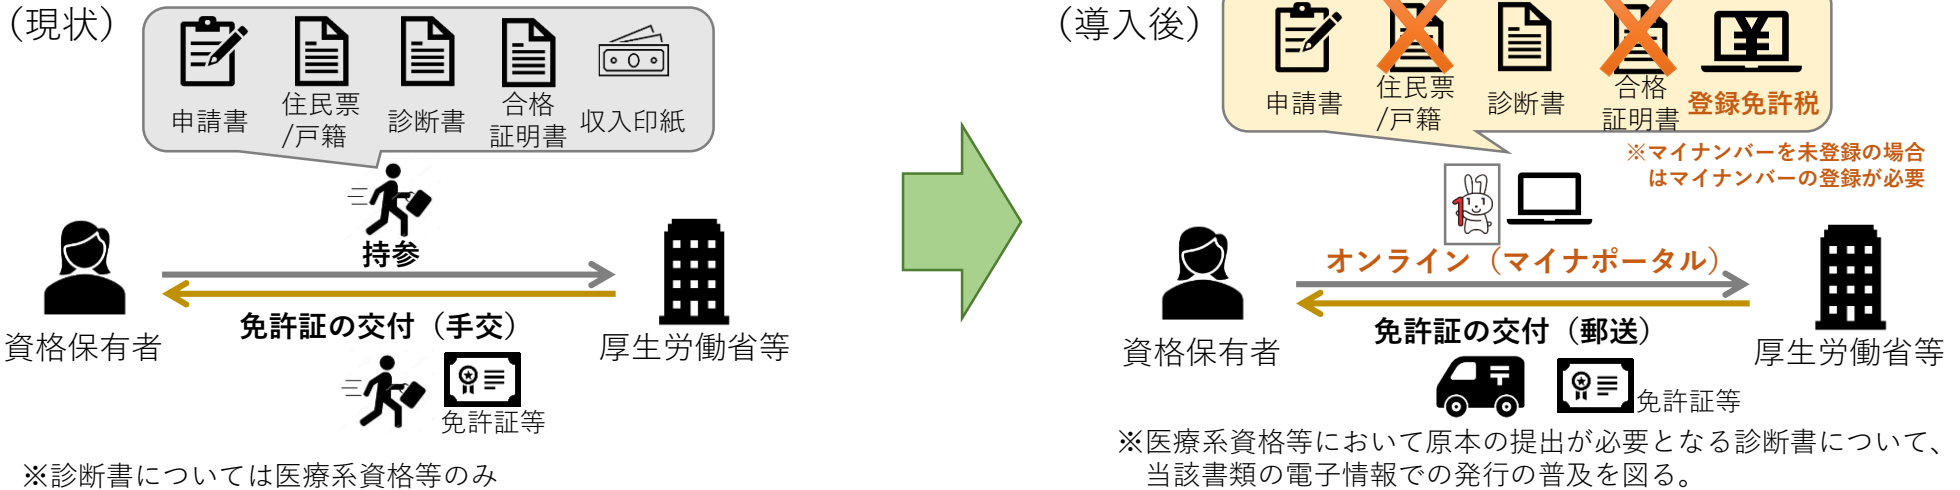 （現状）
申請書
住民票
/戸籍
診断書
合格
証明書
収入印紙
持参
免許証の交付（手交）
資格保有者
厚生労働省等
免許証等
※診断書については医療系資格等のみ
（導入後）
申請書
住民票
/戸籍
診断書
合格
証明書
登録免許税
※マイナンバーを未登録の場合
はマイナンバーの登録が必要
オンライン（マイナポータル）
免許証の交付（郵送）
資格保有者
厚生労働省等
免許証等
※医療系資格等において原本の提出が必要となる診断書について、
当該書類の電子情報での発行の普及を図る。